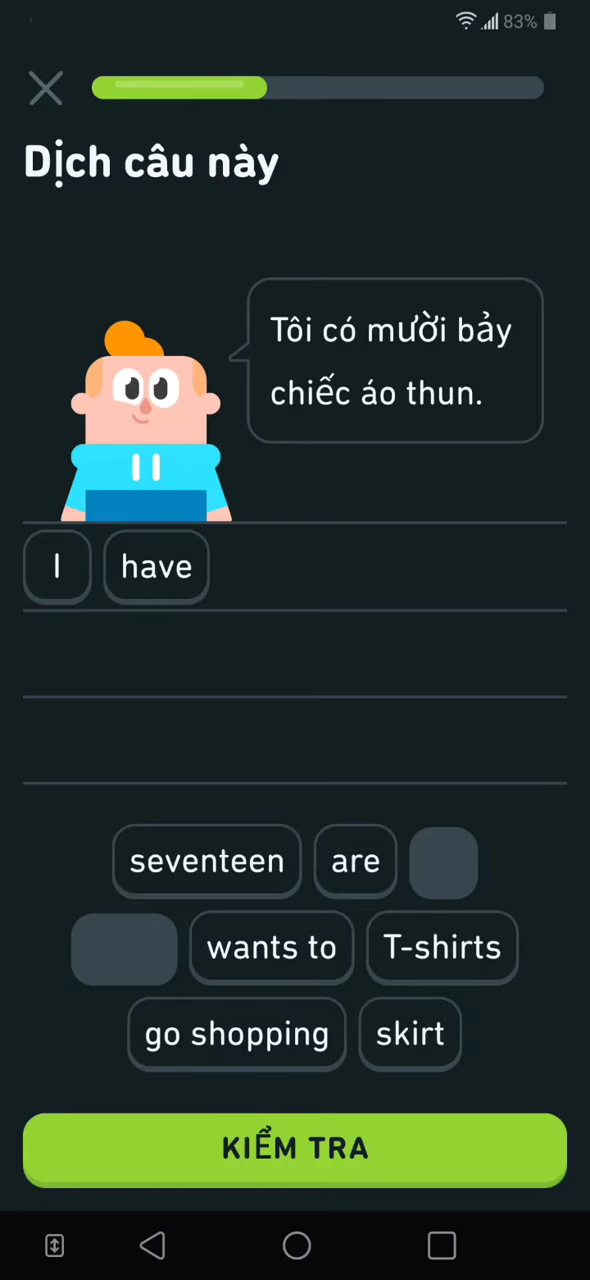 83%
Dịch câu này
Tôi có mười bảy
chiếc áo thun.
I have
seventeen are
wants to T-shirts
go shopping skirt
KIỂM TRA